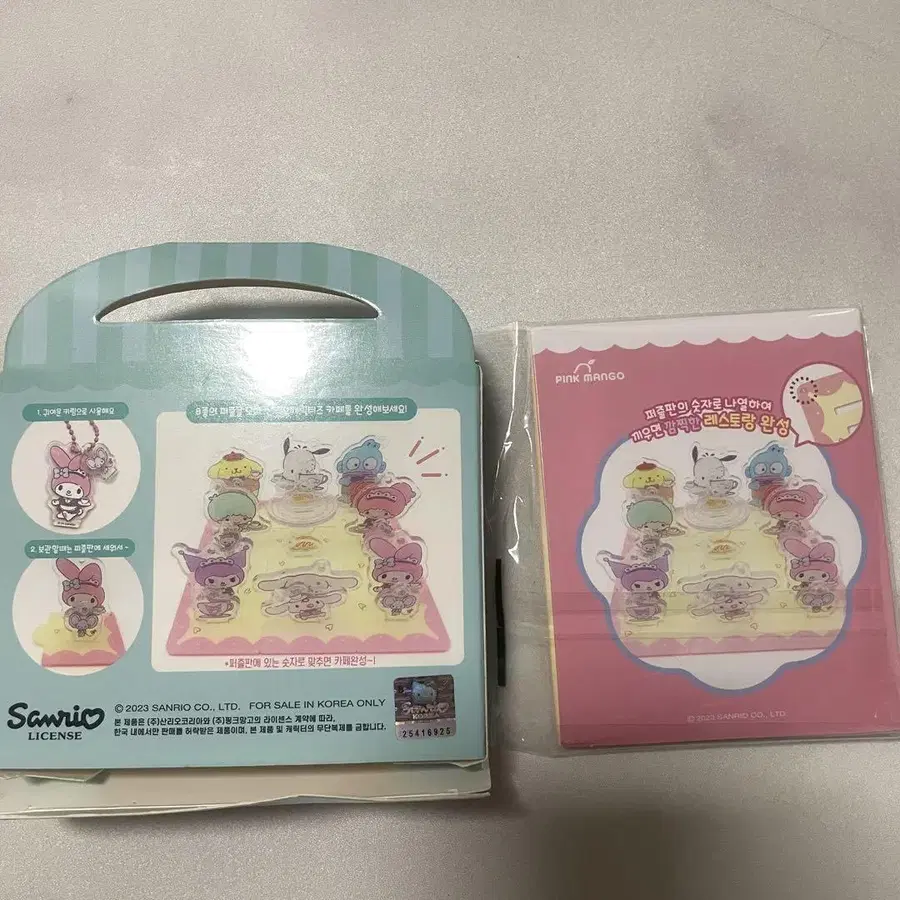 1. 귀여운 키링으로 사용해요
8종의 퍼즐을 모아 카페를 완성해보세요!
2. 보관할때는 퍼즐판에 세워서~
*퍼즐판에 있는 숫자로 맞추면 카페완성~!
Sanrio
LICENSE
© 2023 SANRIO CO., LTD. FOR SALE IN KOREA ONLY
본 제품은 (주)산리오코리아와 (주)핑크망고의 라이센스 계약에 따라,
한국 내에서만 판매를 허락받은 제품이며, 본 제품 및 캐릭터의 무단복제를 금합니다.
Sanrio
KOREA
25416925
PINK MANGO
퍼즐판의 숫자로 나열하여
끼우면 깜찍한 레스토랑 완성
© 2023 SANRIO CO., LTD.